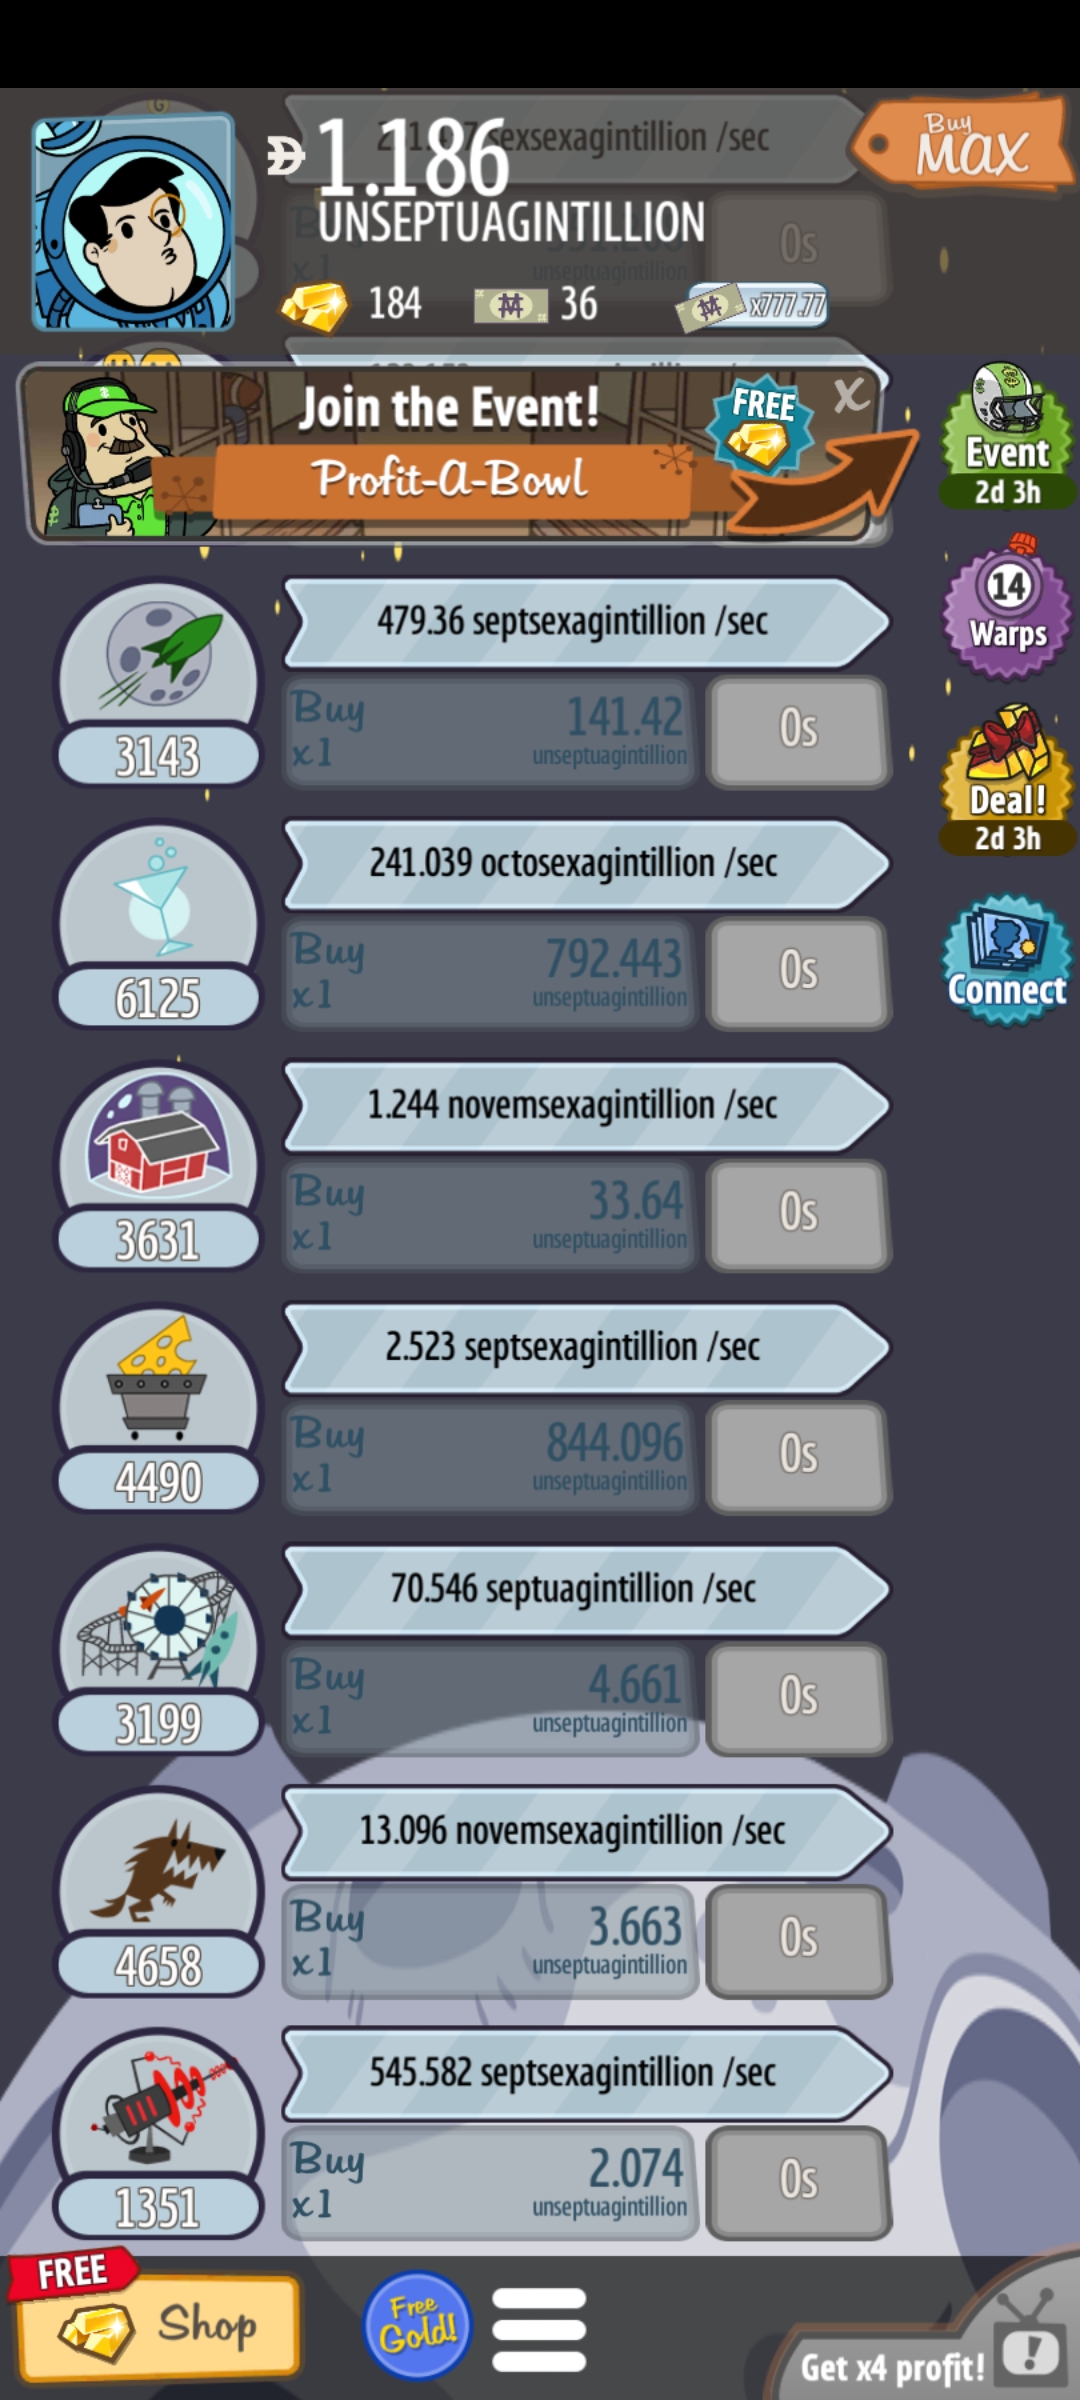 sexsexagintillion /sec
1.186
UNSEPTUAGINTILLION
Buy
MAX
0s
x1
unseptuagintillion
184
36
x777.77
Join the Event!
FREE
X
Profit-A-Bowl
Event
2d 3h
14
Warps
Deal!
2d 3h
Connect
479.36 septsexagintillion /sec
Buy
x1
141.42
unseptuagintillion
0s
3143
241.039 octosexagintillion /sec
Buy
x1
792.443
unseptuagintillion
0s
6125
1.244 novemsexagintillion /sec
Buy
x1
33.64
unseptuagintillion
0s
3631
2.523 septsexagintillion /sec
Buy
x1
844.096
unseptuagintillion
0s
4490
70.546 septuagintillion /sec
Buy
x1
4.661
unseptuagintillion
0s
3199
13.096 novemsexagintillion /sec
Buy
x1
3.663
unseptuagintillion
0s
4658
545.582 septsexagintillion /sec
Buy
x1
2.074
unseptuagintillion
0s
1351
FREE
Shop
Free
Gold!
Get x4 profit!